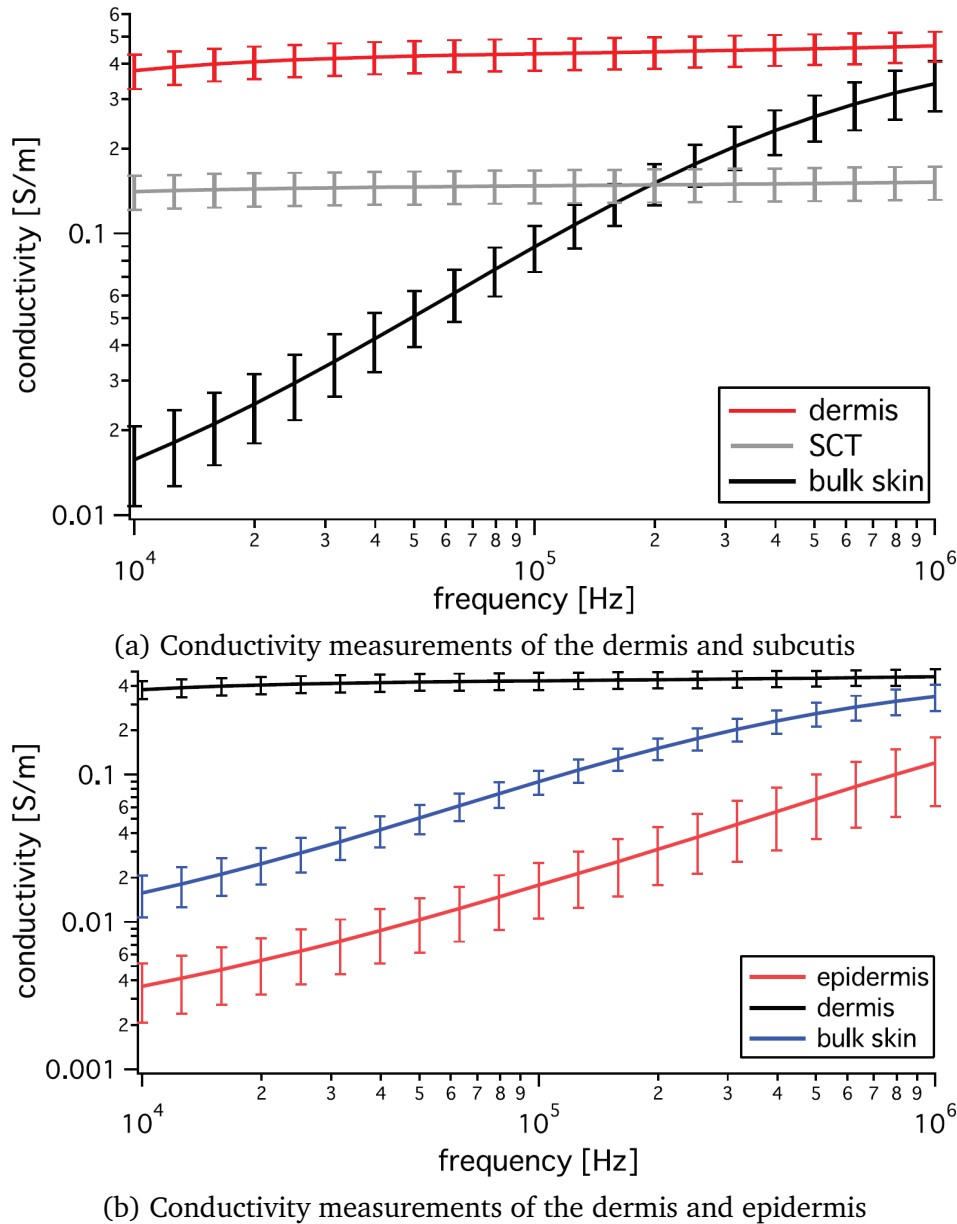 6
5
4
3
2
0.1
6
5
4
3
2
0.01
conductivity [S/m]
dermis
SCT
bulk skin
2 3 4 5 6 7 8 9 2 3 4 5 6 7 8 9
10^4 10^5 10^6
frequency [Hz]
(a) Conductivity measurements of the dermis and subcutis
4
2
0.1
6
4
2
0.01
6
4
2
0.001
conductivity [S/m]
epidermis
dermis
bulk skin
2 3 4 5 6 7 8 9 2 3 4 5 6 7 8 9
10^4 10^5 10^6
frequency [Hz]
(b) Conductivity measurements of the dermis and epidermis